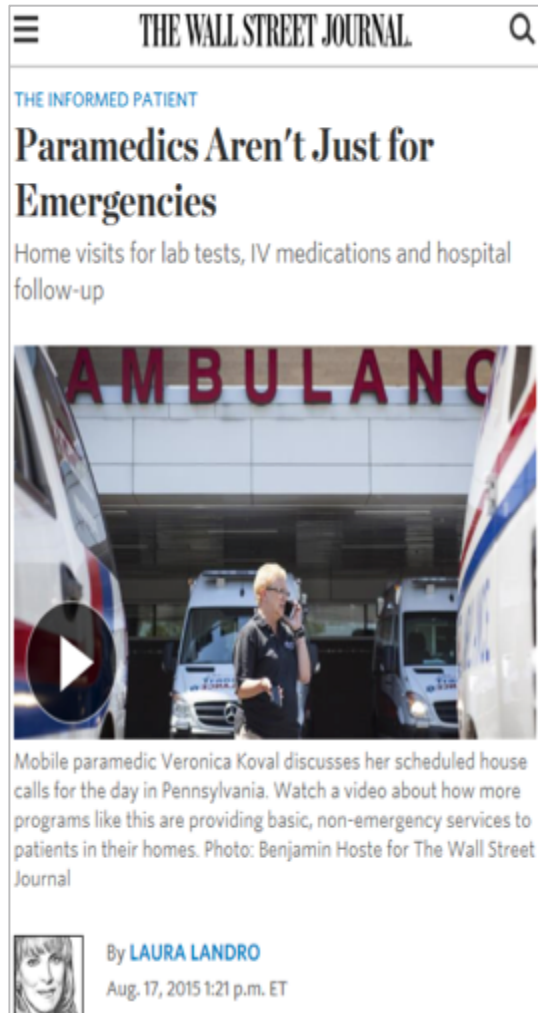 THE WALL STREET JOURNAL.
THE INFORMED PATIENT
Paramedics Aren't Just for
Emergencies
Home visits for lab tests, IV medications and hospital
follow-up
AMBULANC
Mobile paramedic Veronica Koval discusses her scheduled house
calls for the day in Pennsylvania. Watch a video about how more
programs like this are providing basic, non-emergency services to
patients in their homes. Photo: Benjamin Hoste for The Wall Street
Journal
By LAURA LANDRO
Aug. 17, 2015 1:21 p.m. ET